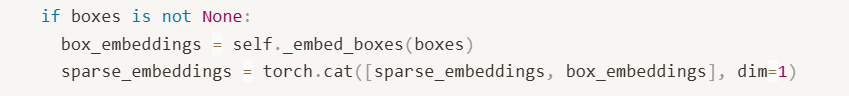 if boxes is not None:
box_embeddings = self._embed_boxes(boxes)
sparse_embeddings = torch.cat([sparse_embeddings, box_embeddings], dim=1)